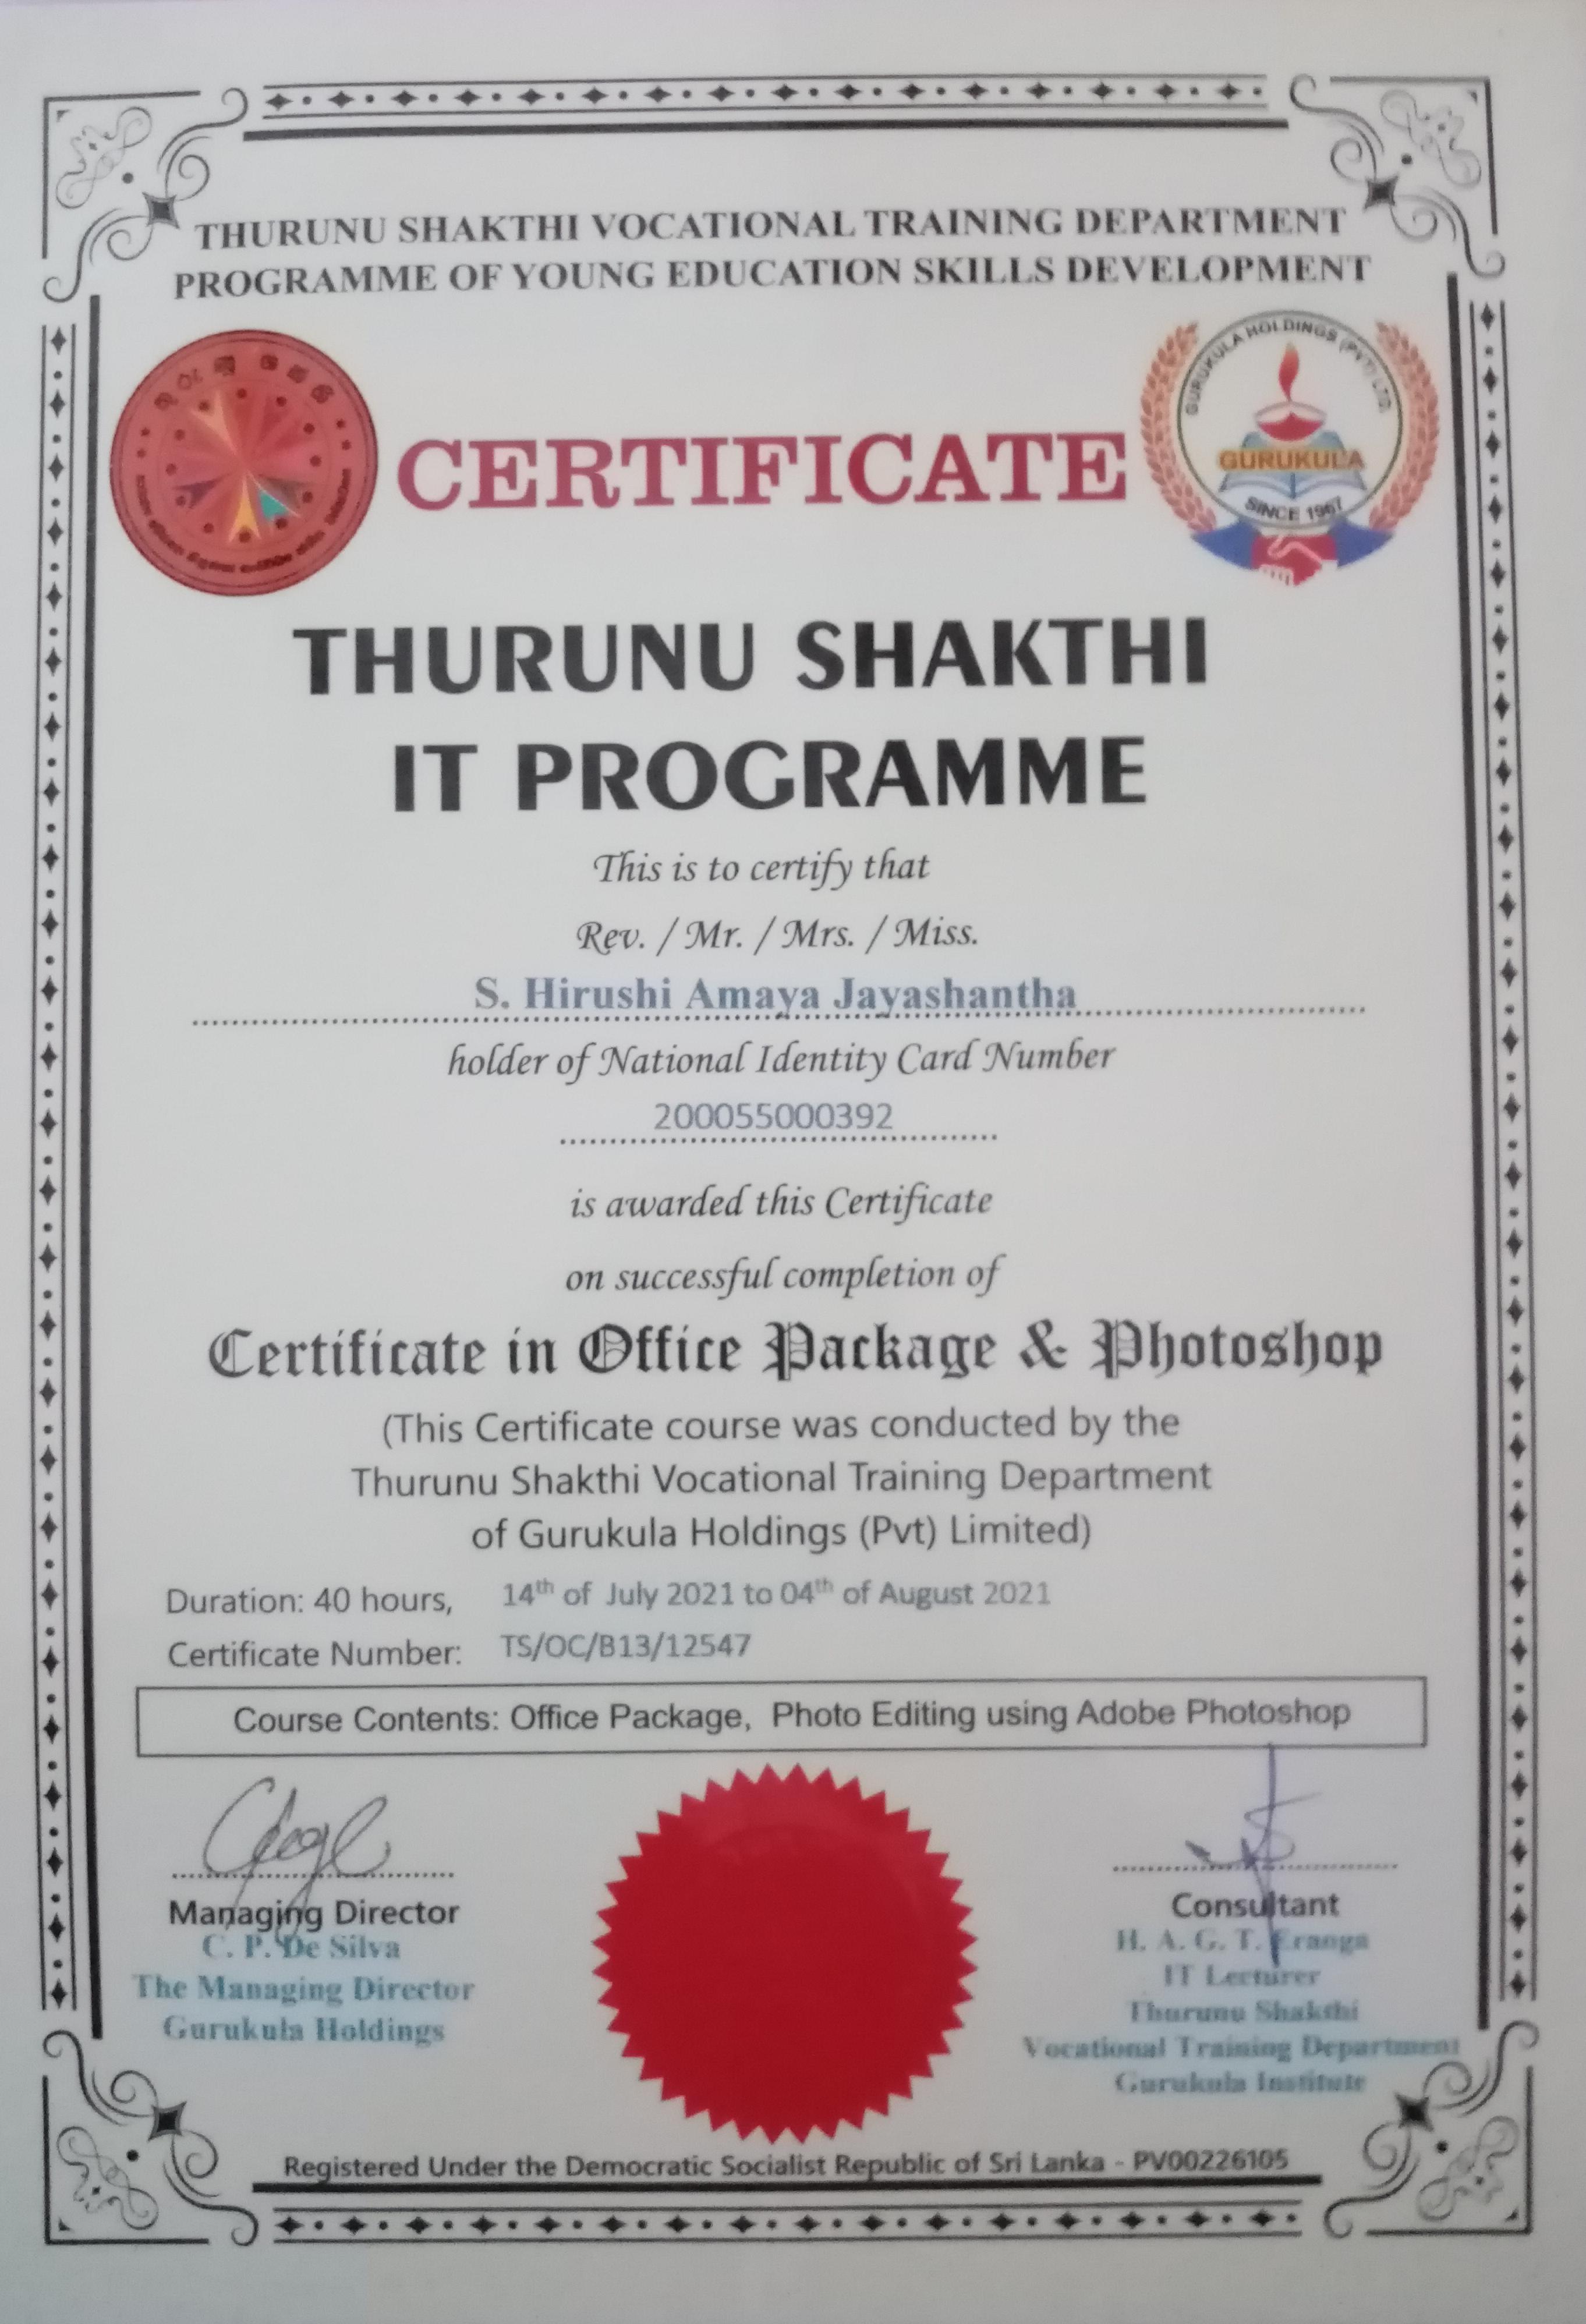 THURUNU SHAKTHI VOCATIONAL TRAINING DEPARTMENT
PROGRAMME OF YOUNG EDUCATION SKILLS DEVELOPMENT
GURUKULA HOLDINGS (PVT) LTD.
GURUKULA
SINCE 1967
CERTIFICATE
THURUNU SHAKTHI
IT PROGRAMME
This is to certify that
Rev. / Mr. / Mrs. / Miss.
S. Hirushi Amaya Jayashantha
holder of National Identity Card Number
200055000392
is awarded this Certificate
on successful completion of
Certificate in Office Package & Photoshop
(This Certificate course was conducted by the
Thurunu Shakthi Vocational Training Department
of Gurukula Holdings (Pvt) Limited)
Duration: 40 hours, 14th of July 2021 to 04th of August 2021
Certificate Number: TS/OC/B13/12547
Course Contents: Office Package, Photo Editing using Adobe Photoshop
Managing Director
C. P. De Silva
The Managing Director
Gurukula Holdings
Consultant
H. A. G. T. Eranga
IT Lecturer
Thurunu Shakthi
Vocational Training Department
Gurukula Institute
Registered Under the Democratic Socialist Republic of Sri Lanka - PV00226105